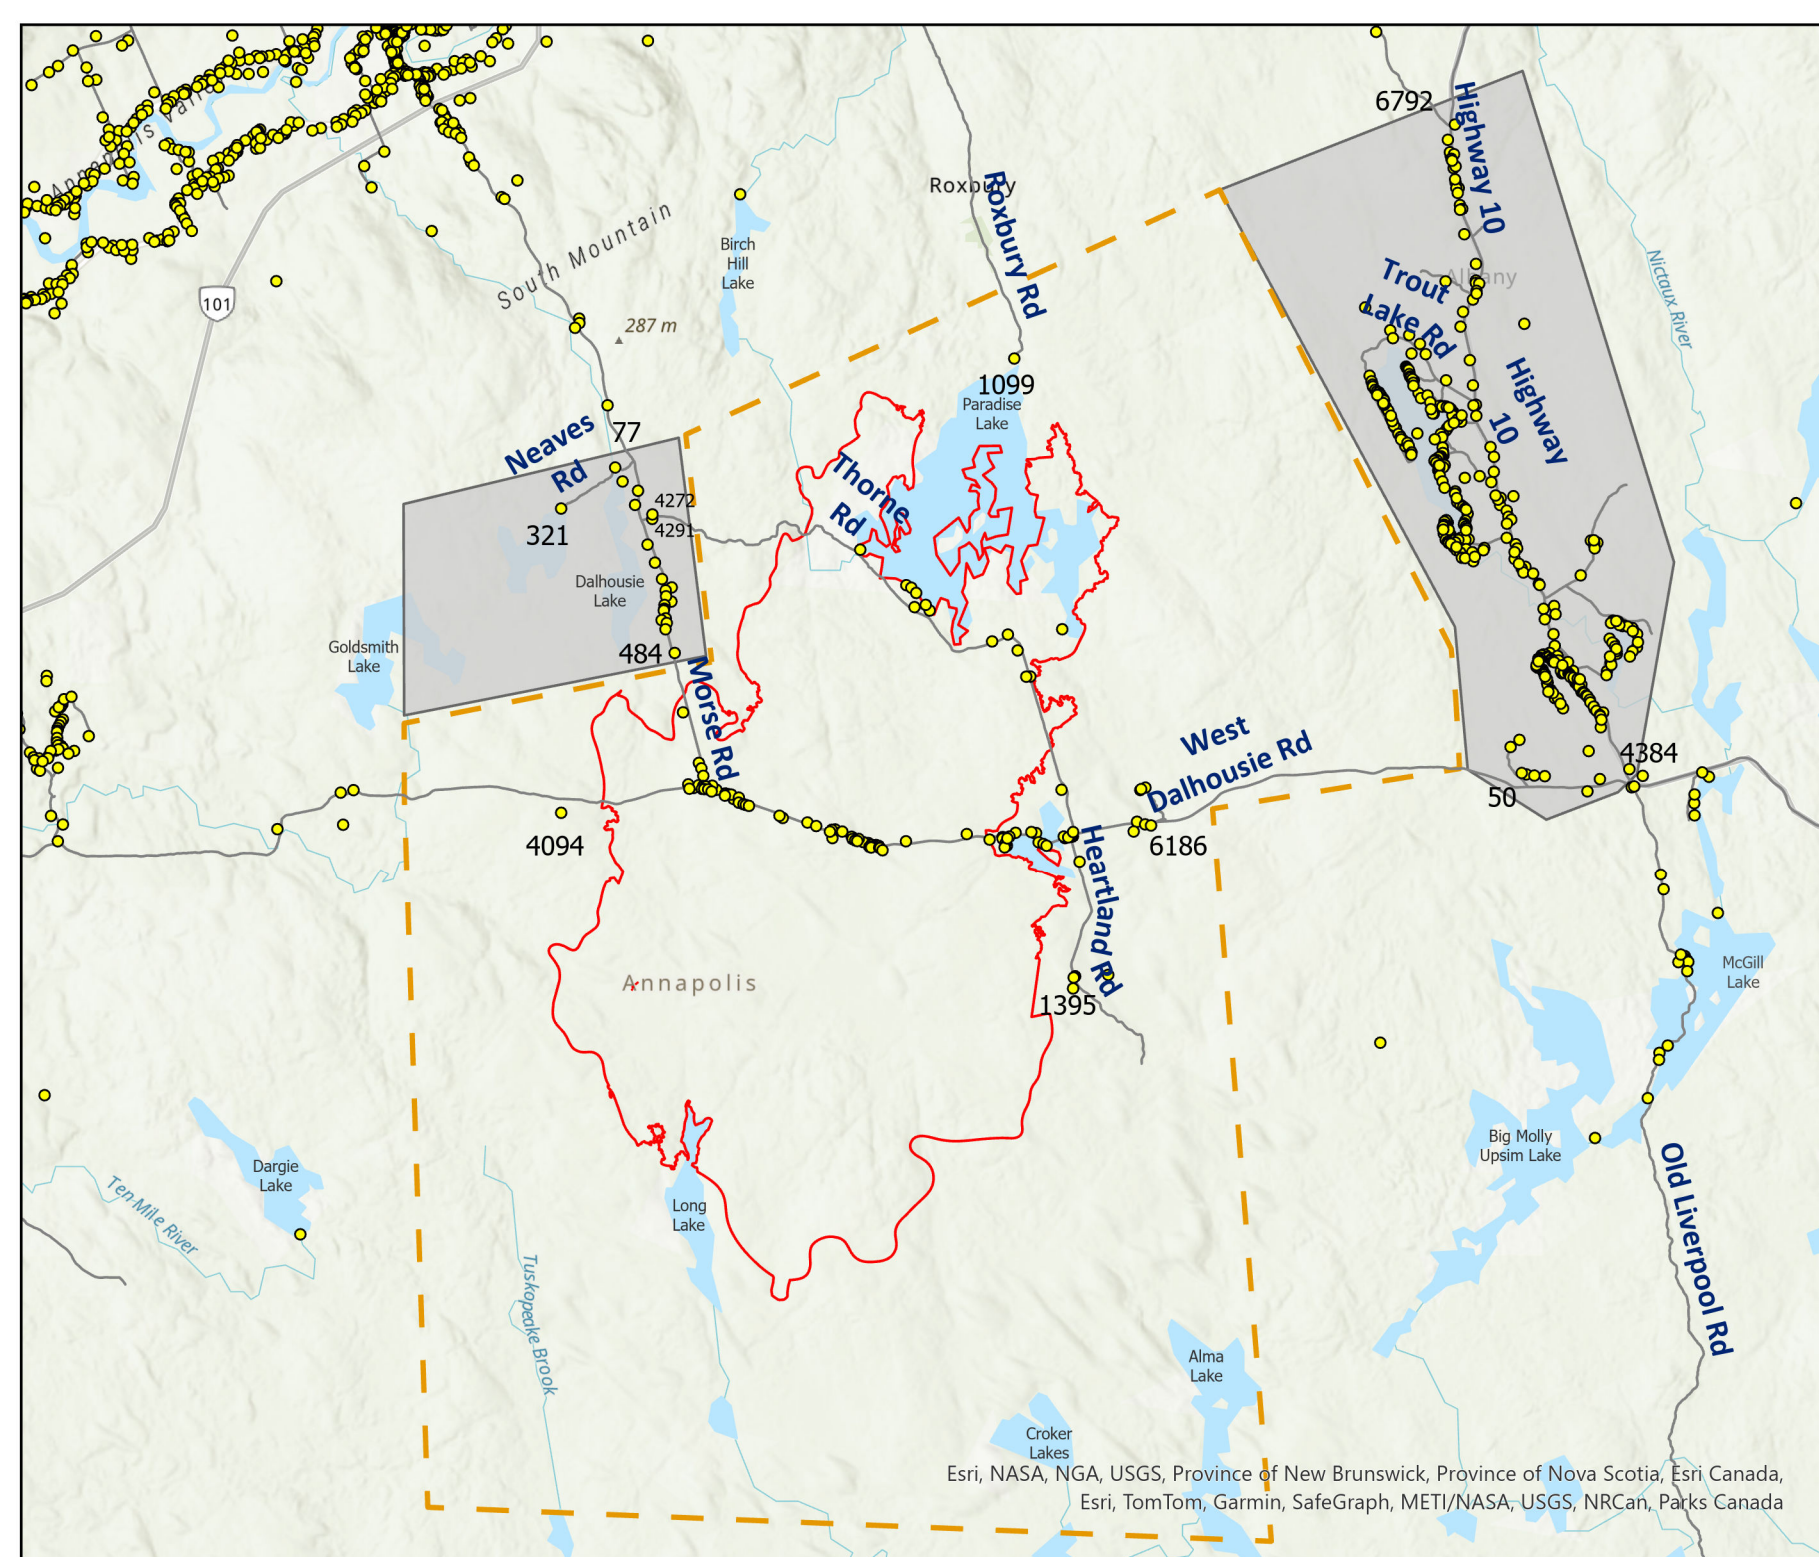 6792
Highway 10
Annapolis Valley
Roxbury
Roxbury Rd
South Mountain
Birch
Hill
Lake
Albany
Nictaux River
Trout
Lake Rd
101
287 m
1099
Paradise
Lake
Highway
10
77
Neaves
Rd
Thorne
Rd
4272
4291
321
Dalhousie
Lake
Goldsmith
Lake
484
Morse Rd
West
Dalhousie Rd
4384
50
4094
6186
Heartland Rd
Annapolis
1395
McGill
Lake
Big Molly
Upsim Lake
Dargie
Lake
Ten Mile River
Long
Lake
Old Liverpool Rd
Tuskopeake Brook
Alma
Lake
Croker
Lakes
Esri, NASA, NGA, USGS, Province of New Brunswick, Province of Nova Scotia, Esri Canada,
Esri, TomTom, Garmin, SafeGraph, METI/NASA, USGS, NRCan, Parks Canada